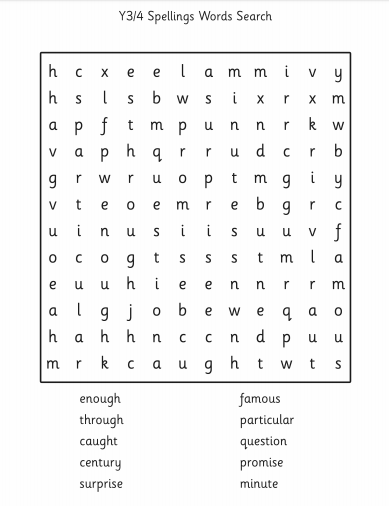 Y3/4 Spellings Words Search
h c x e e l a m m i v y
h s l s b w s i x r x m
a p f t m p u n n r k w
v a p h q r r u d c r b
g r w r u o p t m g i y
v t e o e m r e b g r c
u i n u s i i s u u v f
o c o g t s s s t m l a
e u u h i e e n n r r m
a l g j o b e w e q a o
h a h h n c c n d p u u
m r k c a u g h t w t s
enough famous
through particular
caught question
century promise
surprise minute